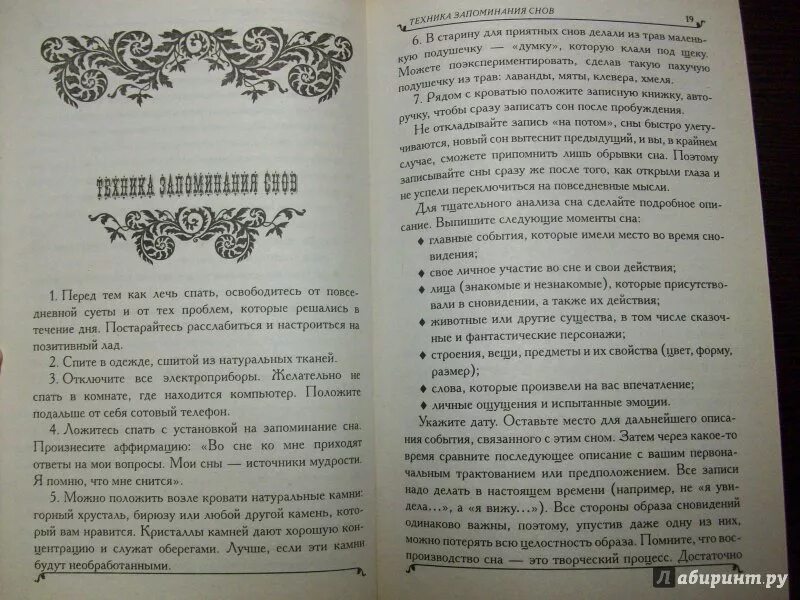 ТЕХНИКА ЗАПОМИНАНИЯ СНОВ
1. Перед тем как лечь спать, освободитесь от повсе-
дневной суеты и от тех проблем, которые решались в
течение дня. Постарайтесь расслабиться и настроиться на
позитивный лад.
2. Спите в одежде, сшитой из натуральных тканей.
3. Отключите все электроприборы. Желательно не
спать в комнате, где находится компьютер. Положите
подальше от себя сотовый телефон.
4. Ложитесь спать с установкой на запоминание сна.
Произнесите аффирмацию: «Во сне ко мне приходят
ответы на мои вопросы. Мои сны — источники мудрости.
Я помню, что мне снится».
5. Можно положить возле кровати натуральные камни:
горный хрусталь, бирюзу или любой другой камень, кото-
рый вам нравится. Кристаллы камней дают хорошую кон-
центрацию и служат оберегами. Лучше, если эти камни
будут необработанными.
ТЕХНИКА ЗАПОМИНАНИЯ СНОВ 19
6. В старину для приятных снов делали из трав малень-
кую подушечку — «думку», которую клали под щеку.
Можете поэкспериментировать, сделав такую пахучую
подушечку из трав: лаванды, мяты, клевера, хмеля.
7. Рядом с кроватью положите записную книжку, авто-
ручку, чтобы сразу записать сон после пробуждения.
Не откладывайте запись «на потом», сны быстро улету-
чиваются, новый сон вытеснит предыдущий, и вы, в крайнем
случае, сможете припомнить лишь обрывки сна. Поэтому
записывайте сны сразу же после того, как открыли глаза и
не успели переключиться на повседневные мысли.
Для тщательного анализа сна сделайте подробное опи-
сание. Выпишите следующие моменты сна:
♦ главные события, которые имели место во время сно-
видения;
♦ свое личное участие во сне и свои действия;
♦ лица (знакомые и незнакомые), которые присутство-
вали в сновидении, а также их действия;
♦ животные или другие существа, в том числе сказоч-
ные и фантастические персонажи;
♦ строения, вещи, предметы и их свойства (цвет, форму,
размер);
♦ слова, которые произвели на вас впечатление;
♦ личные ощущения и испытанные эмоции.
Укажите дату. Оставьте место для дальнейшего описа-
ния события, связанного с этим сном. Затем через какое-то
время сравните последующее описание с вашим первона-
чальным трактованием или предположением. Все записи
надо делать в настоящем времени (например, не «я уви-
дела...», а «я вижу...»). Все стороны образа сновидений
одинаково важны, поэтому, упустив даже одну из них,
можно потерять всю целостность образа. Помните, что вос-
производство сна — это творческий процесс. Достаточно
Лабиринт.ру